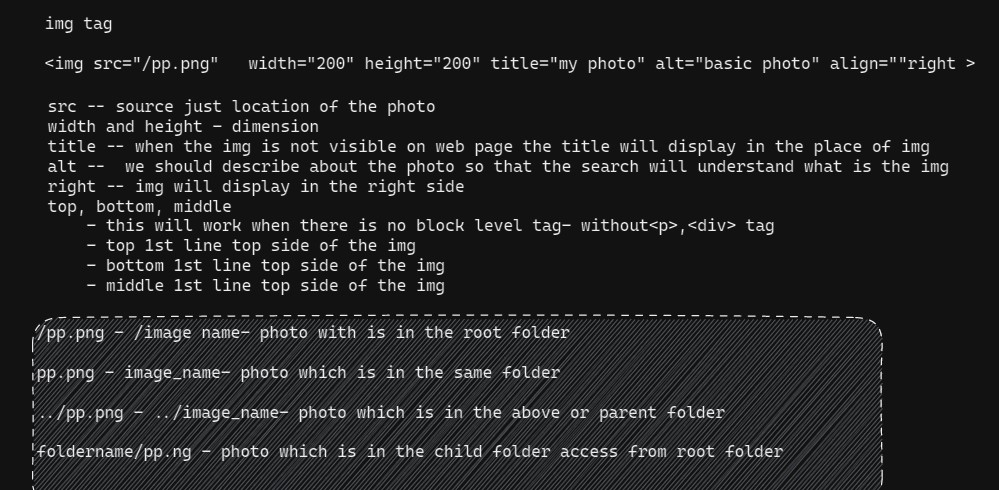 img tag
<img src="/pp.png"   width="200" height="200" title="my photo" alt="basic photo" align=""right >
src -- source just location of the photo
width and height - dimension
title -- when the img is not visible on web page the title will display in the place of img
alt --  we should describe about the photo so that the search will understand what is the img
right -- img will display in the right side
top, bottom, middle
- this will work when there is no block level tag- without<p>,<div> tag
- top 1st line top side of the img
- bottom 1st line top side of the img
- middle 1st line top side of the img
/pp.png - /image name- photo with is in the root folder
pp.png - image_name- photo which is in the same folder
../pp.png - ../image_name- photo which is in the above or parent folder
foldername/pp.ng - photo which is in the child folder access from root folder